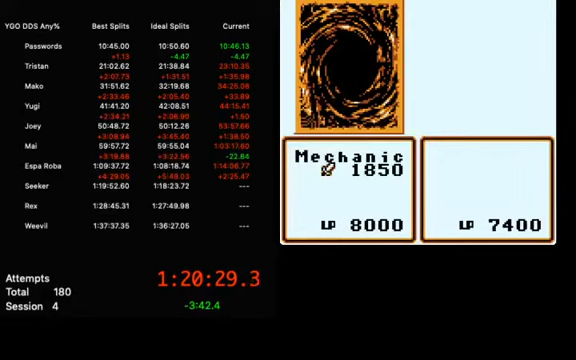 YGO DDS Any% Best Splits Ideal Splits Current
Passwords 10:45.00 10:50.60 10:46.13
+1.13 -4.47 -4.47
Tristan 21:02.62 21:38.84 23:10.35
+2:07.73 +1:31.51 +1:35.98
Mako 31:51.62 32:19.68 34:25.08
+2:33.46 +2:05.40 +33.89
Yugi 41:41.20 42:08.51 44:15.41
+2:34.21 +2:06.90 +1.50
Joey 50:48.72 50:12.26 53:57.66
+3:08.94 +3:45.40 +1:38.50
Mai 59:57.72 59:55.04 1:03:17.60
+3:19.88 +3:22.56 -22.84
Espa Roba 1:09:37.72 1:08:18.74 1:14:06.77
+4:29.05 +5:48.03 +2:25.47
Seeker 1:19:52.60 1:18:23.72 ---
Rex 1:28:45.31 1:27:49.98 ---
Weevil 1:37:37.35 1:36:27.05 ---
Attempts
Total 180
Session 4
1:20:29.3
-3:42.4
Mechanic
1850
LP 8000
LP 7400